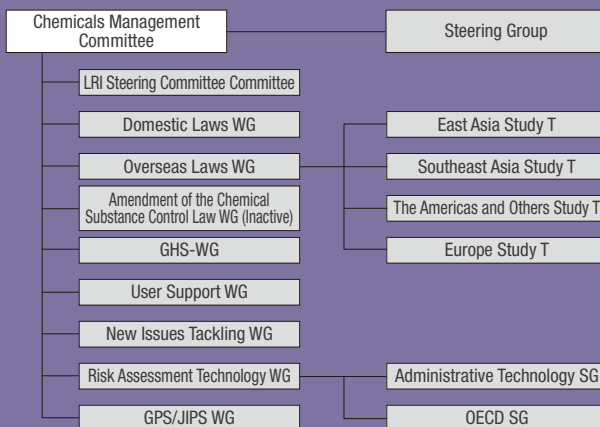 Chemicals Management
Committee
Steering Group
LRI Steering Committee Committee
Domestic Laws WG
East Asia Study T
Overseas Laws WG
Southeast Asia Study T
Amendment of the Chemical
Substance Control Law WG (Inactive)
The Americas and Others Study T
GHS-WG
Europe Study T
User Support WG
New Issues Tackling WG
Risk Assessment Technology WG
Administrative Technology SG
GPS/JIPS WG
OECD SG